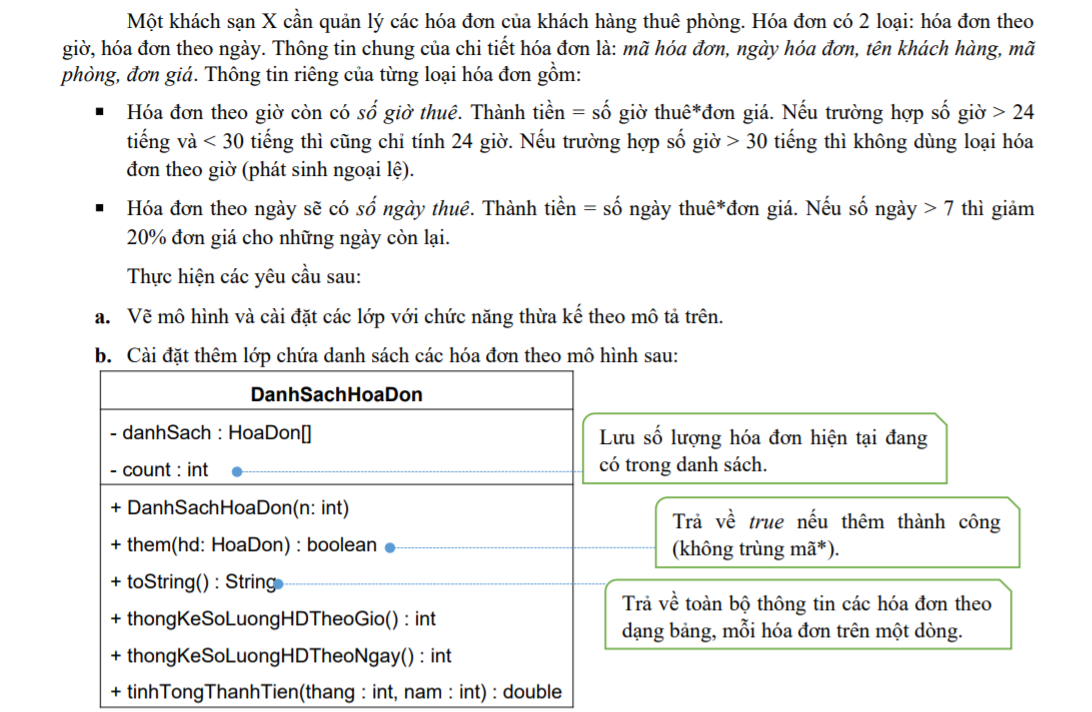 Một khách sạn X cần quản lý các hóa đơn của khách hàng thuê phòng. Hóa đơn có 2 loại: hóa đơn theo
giờ, hóa đơn theo ngày. Thông tin chung của chi tiết hóa đơn là: mã hóa đơn, ngày hóa đơn, tên khách hàng, mã
phòng, đơn giá. Thông tin riêng của từng loại hóa đơn gồm:
▪ Hóa đơn theo giờ còn có số giờ thuê. Thành tiền = số giờ thuê*đơn giá. Nếu trường hợp số giờ > 24
tiếng và < 30 tiếng thì cũng chỉ tính 24 giờ. Nếu trường hợp số giờ > 30 tiếng thì không dùng loại hóa
đơn theo giờ (phát sinh ngoại lệ).
▪ Hóa đơn theo ngày sẽ có số ngày thuê. Thành tiền = số ngày thuê*đơn giá. Nếu số ngày > 7 thì giảm
20% đơn giá cho những ngày còn lại.
Thực hiện các yêu cầu sau:
a. Vẽ mô hình và cài đặt các lớp với chức năng thừa kế theo mô tả trên.
b. Cài đặt thêm lớp chứa danh sách các hóa đơn theo mô hình sau:
DanhSachHoaDon
- danhSach : HoaDon[]
- count : int
Lưu số lượng hóa đơn hiện tại đang
có trong danh sách.
+ DanhSachHoaDon(n: int)
+ them(hd: HoaDon) : boolean
Trả về true nếu thêm thành công
(không trùng mã*).
+ toString() : String
Trả về toàn bộ thông tin các hóa đơn theo
dạng bảng, mỗi hóa đơn trên một dòng.
+ thongKeSoLuongHDTheoGio() : int
+ thongKeSoLuongHDTheoNgay() : int
+ tinhTongThanhTien(thang : int, nam : int) : double